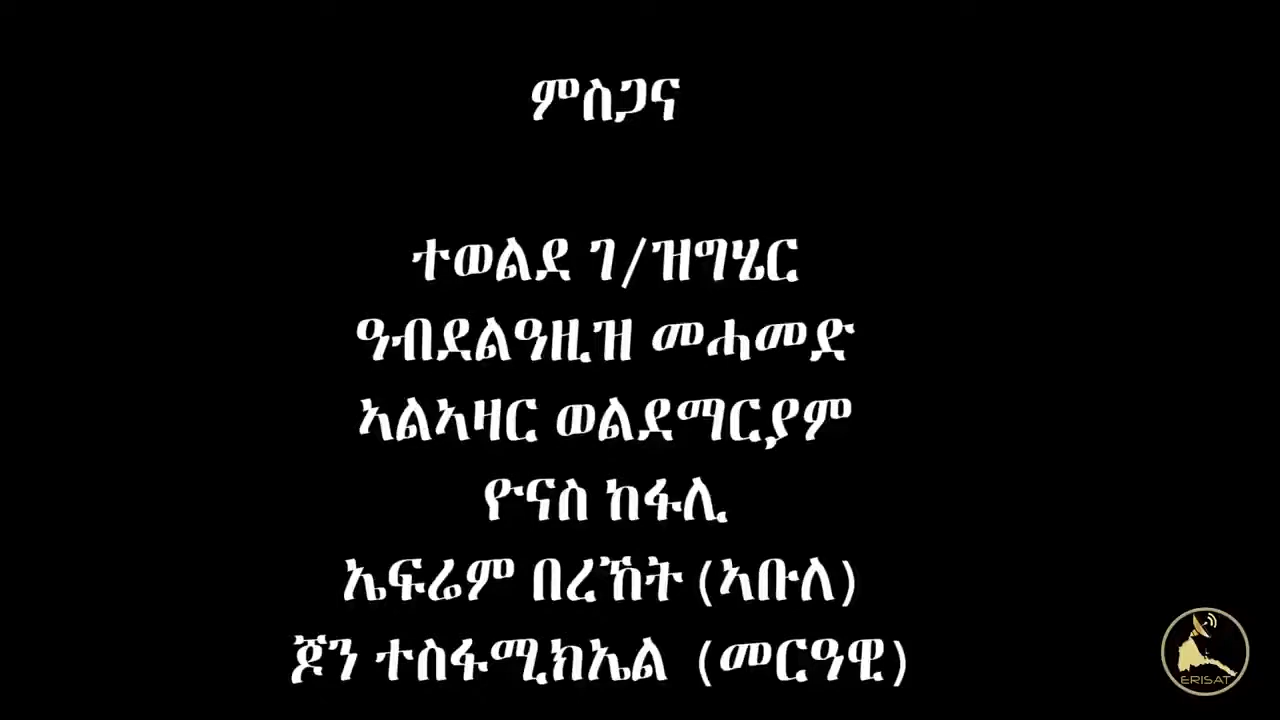 ምስጋና
ተወልደ ገ/ዝግሄር
ዓብደልዓዚዝ መሓመድ
ኣልኣዛር ወልደማርያም
ዮናስ ከፋሊ
ኤፍሬም በረኸት (ኣቡለ)
ጆን ተስፋሚክኤል (መርዓዊ)
ERISAT